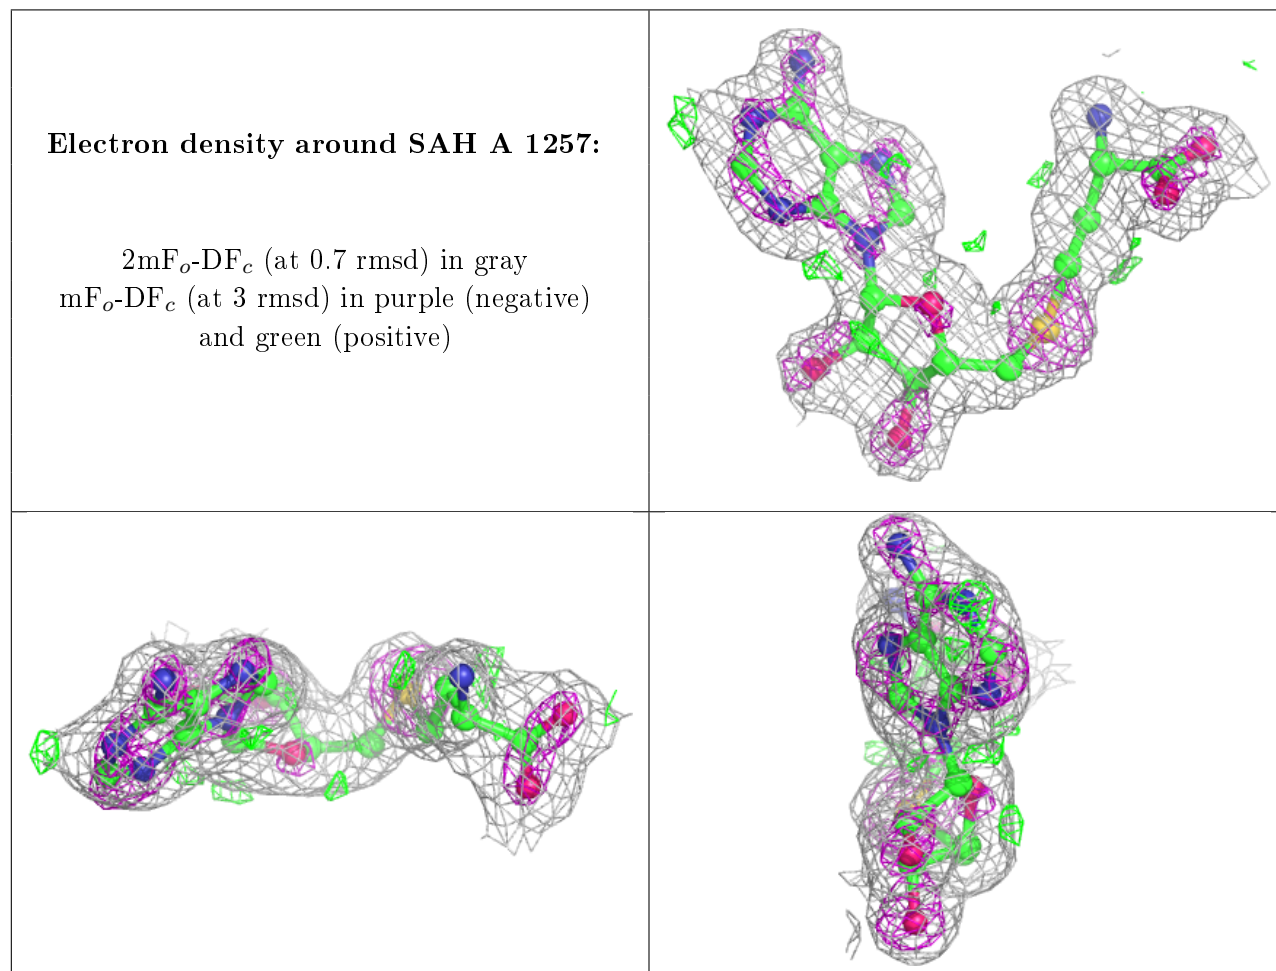 Electron density around SAH A 1257:
2mFₒ-DF𝒸 (at 0.7 rmsd) in gray
mFₒ-DF𝒸 (at 3 rmsd) in purple (negative)
and green (positive)